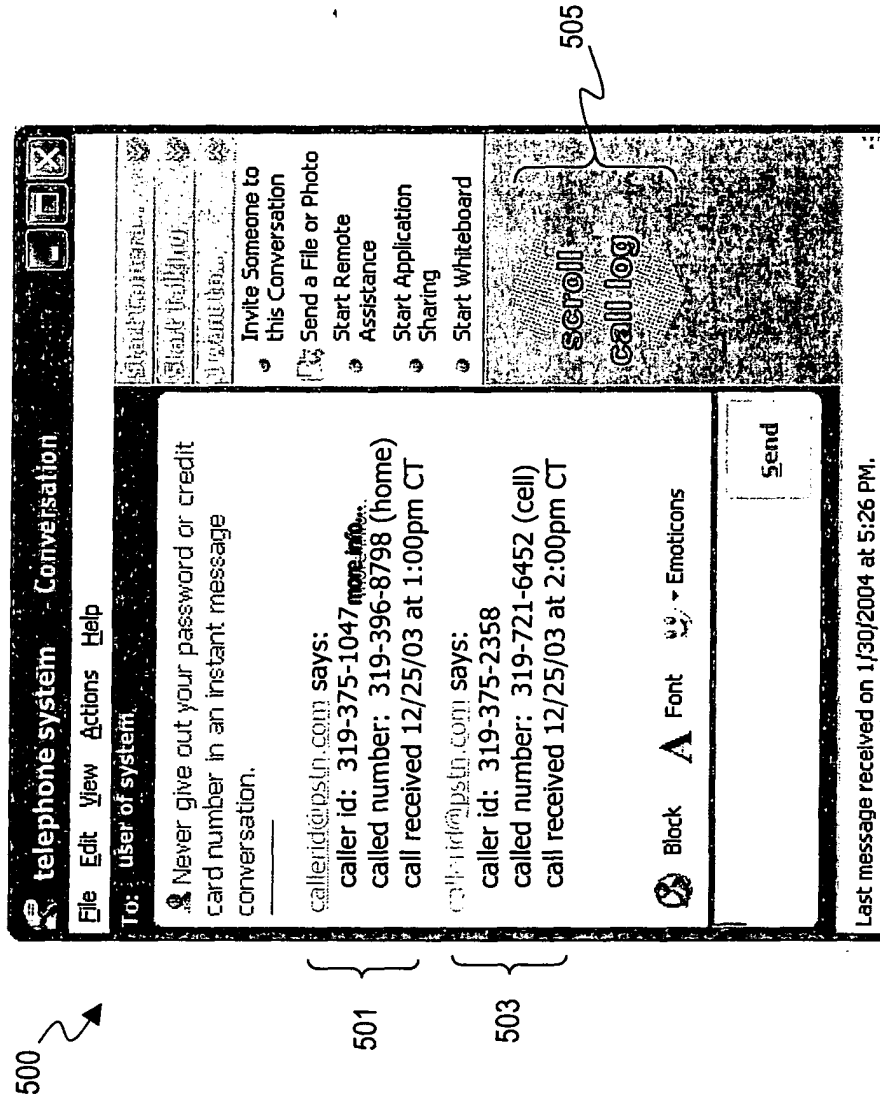 500
telephone system - Conversation
File Edit View Actions Help
To: user of system
Never give out your password or credit
card number in an instant message
conversation.
callerid@pstn.com says:
caller id: 319-375-1047 more info...
called number: 319-396-8798 (home)
call received 12/25/03 at 1:00pm CT
callerid@pstn.com says:
caller id: 319-375-2358
called number: 319-721-6452 (cell)
call received 12/25/03 at 2:00pm CT
Block A Font Emoticons
Send
Last message received on 1/30/2004 at 5:26 PM.
I want to...
Invite Someone to
this Conversation
Send a File or Photo
Start Remote
Assistance
Start Application
Sharing
Start Whiteboard
scroll
call log
501
503
505